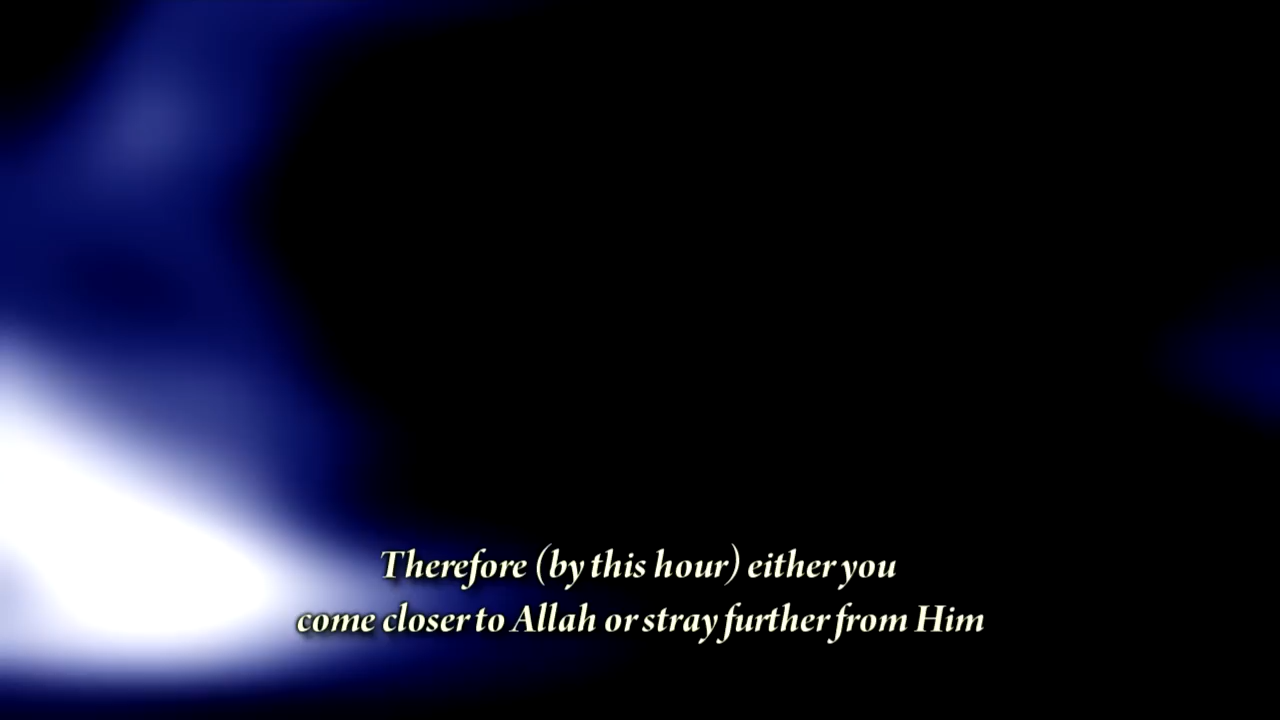 Therefore (by this hour) either you
come closer to Allah or stray further from Him